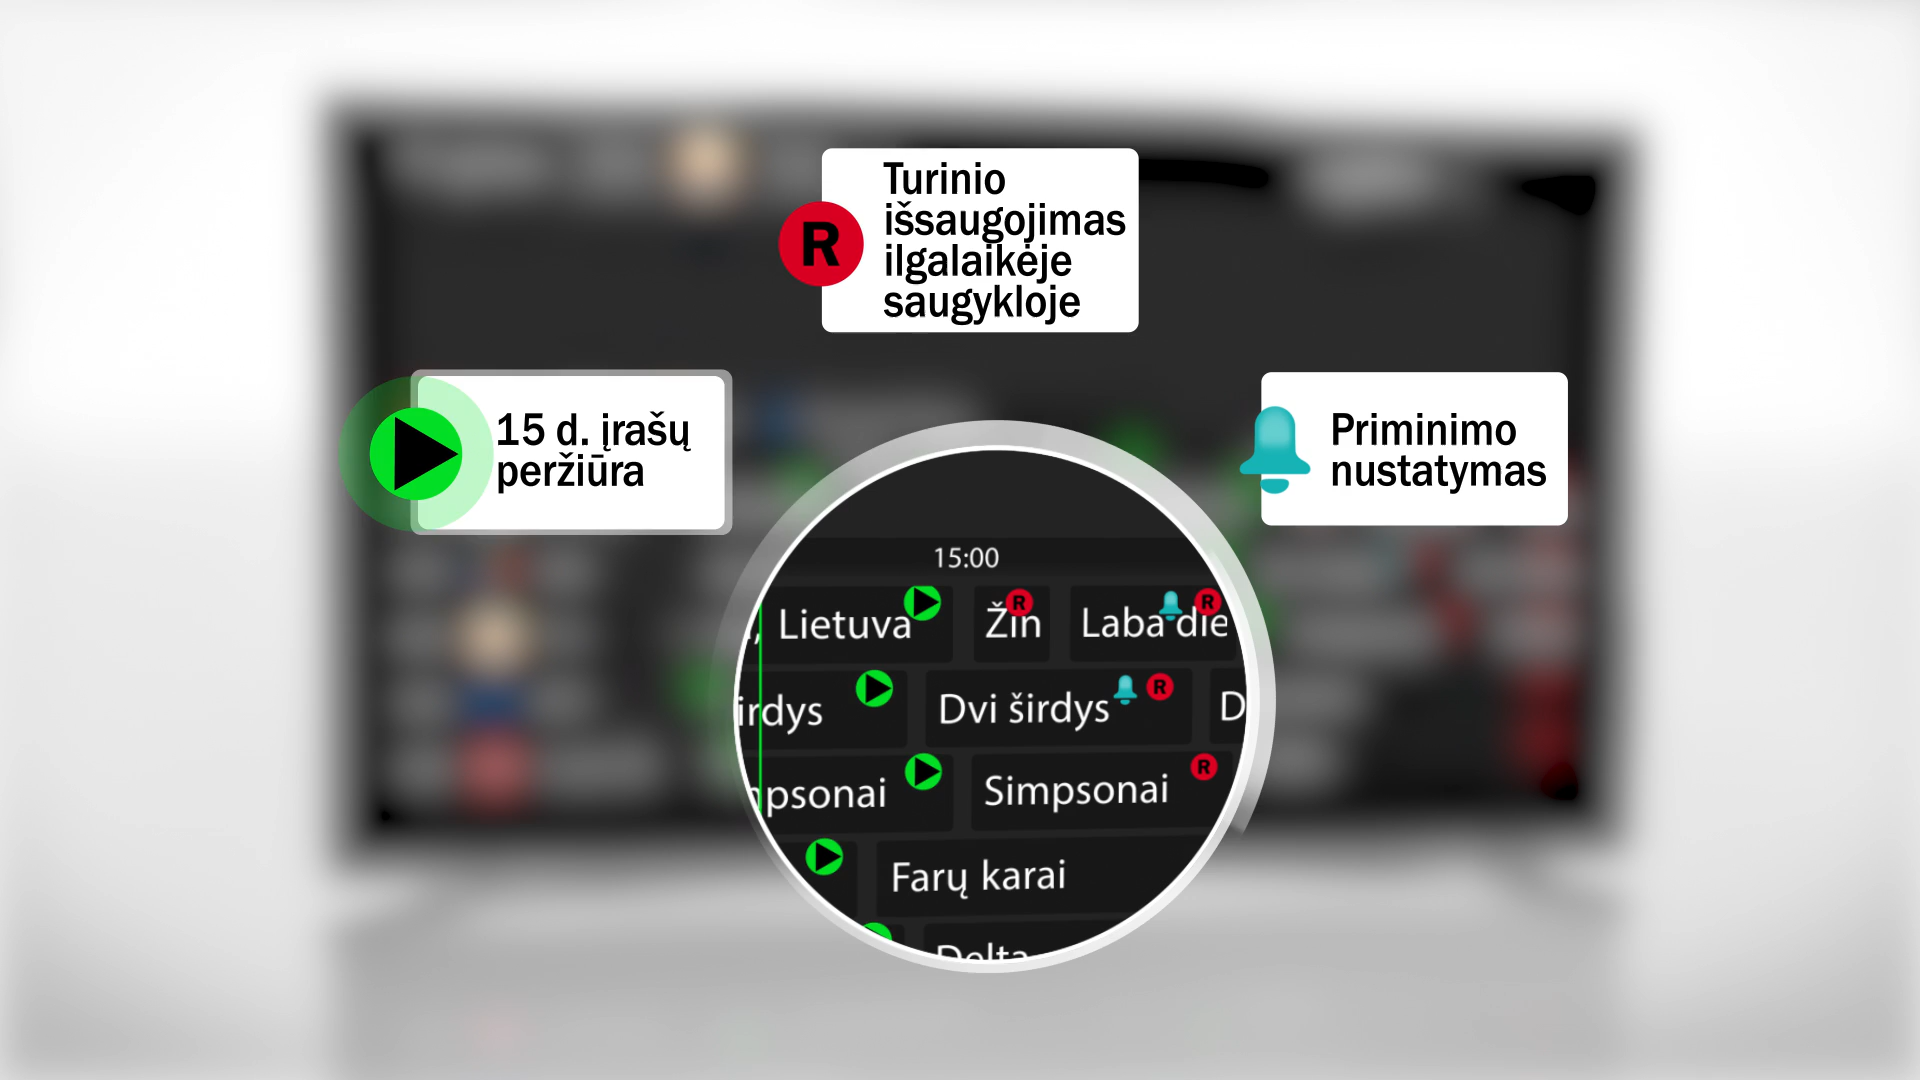 R
Turinio
išsaugojimas
ilgalaikėje
saugykloje
15 d. įrašų
peržiūra
Priminimo
nustatymas
15:00
Lietuva
R
Žin
R
Laba die
irdys
Dvi širdys
R
D
psonai
Simpsonai
R
Farų karai
Delta